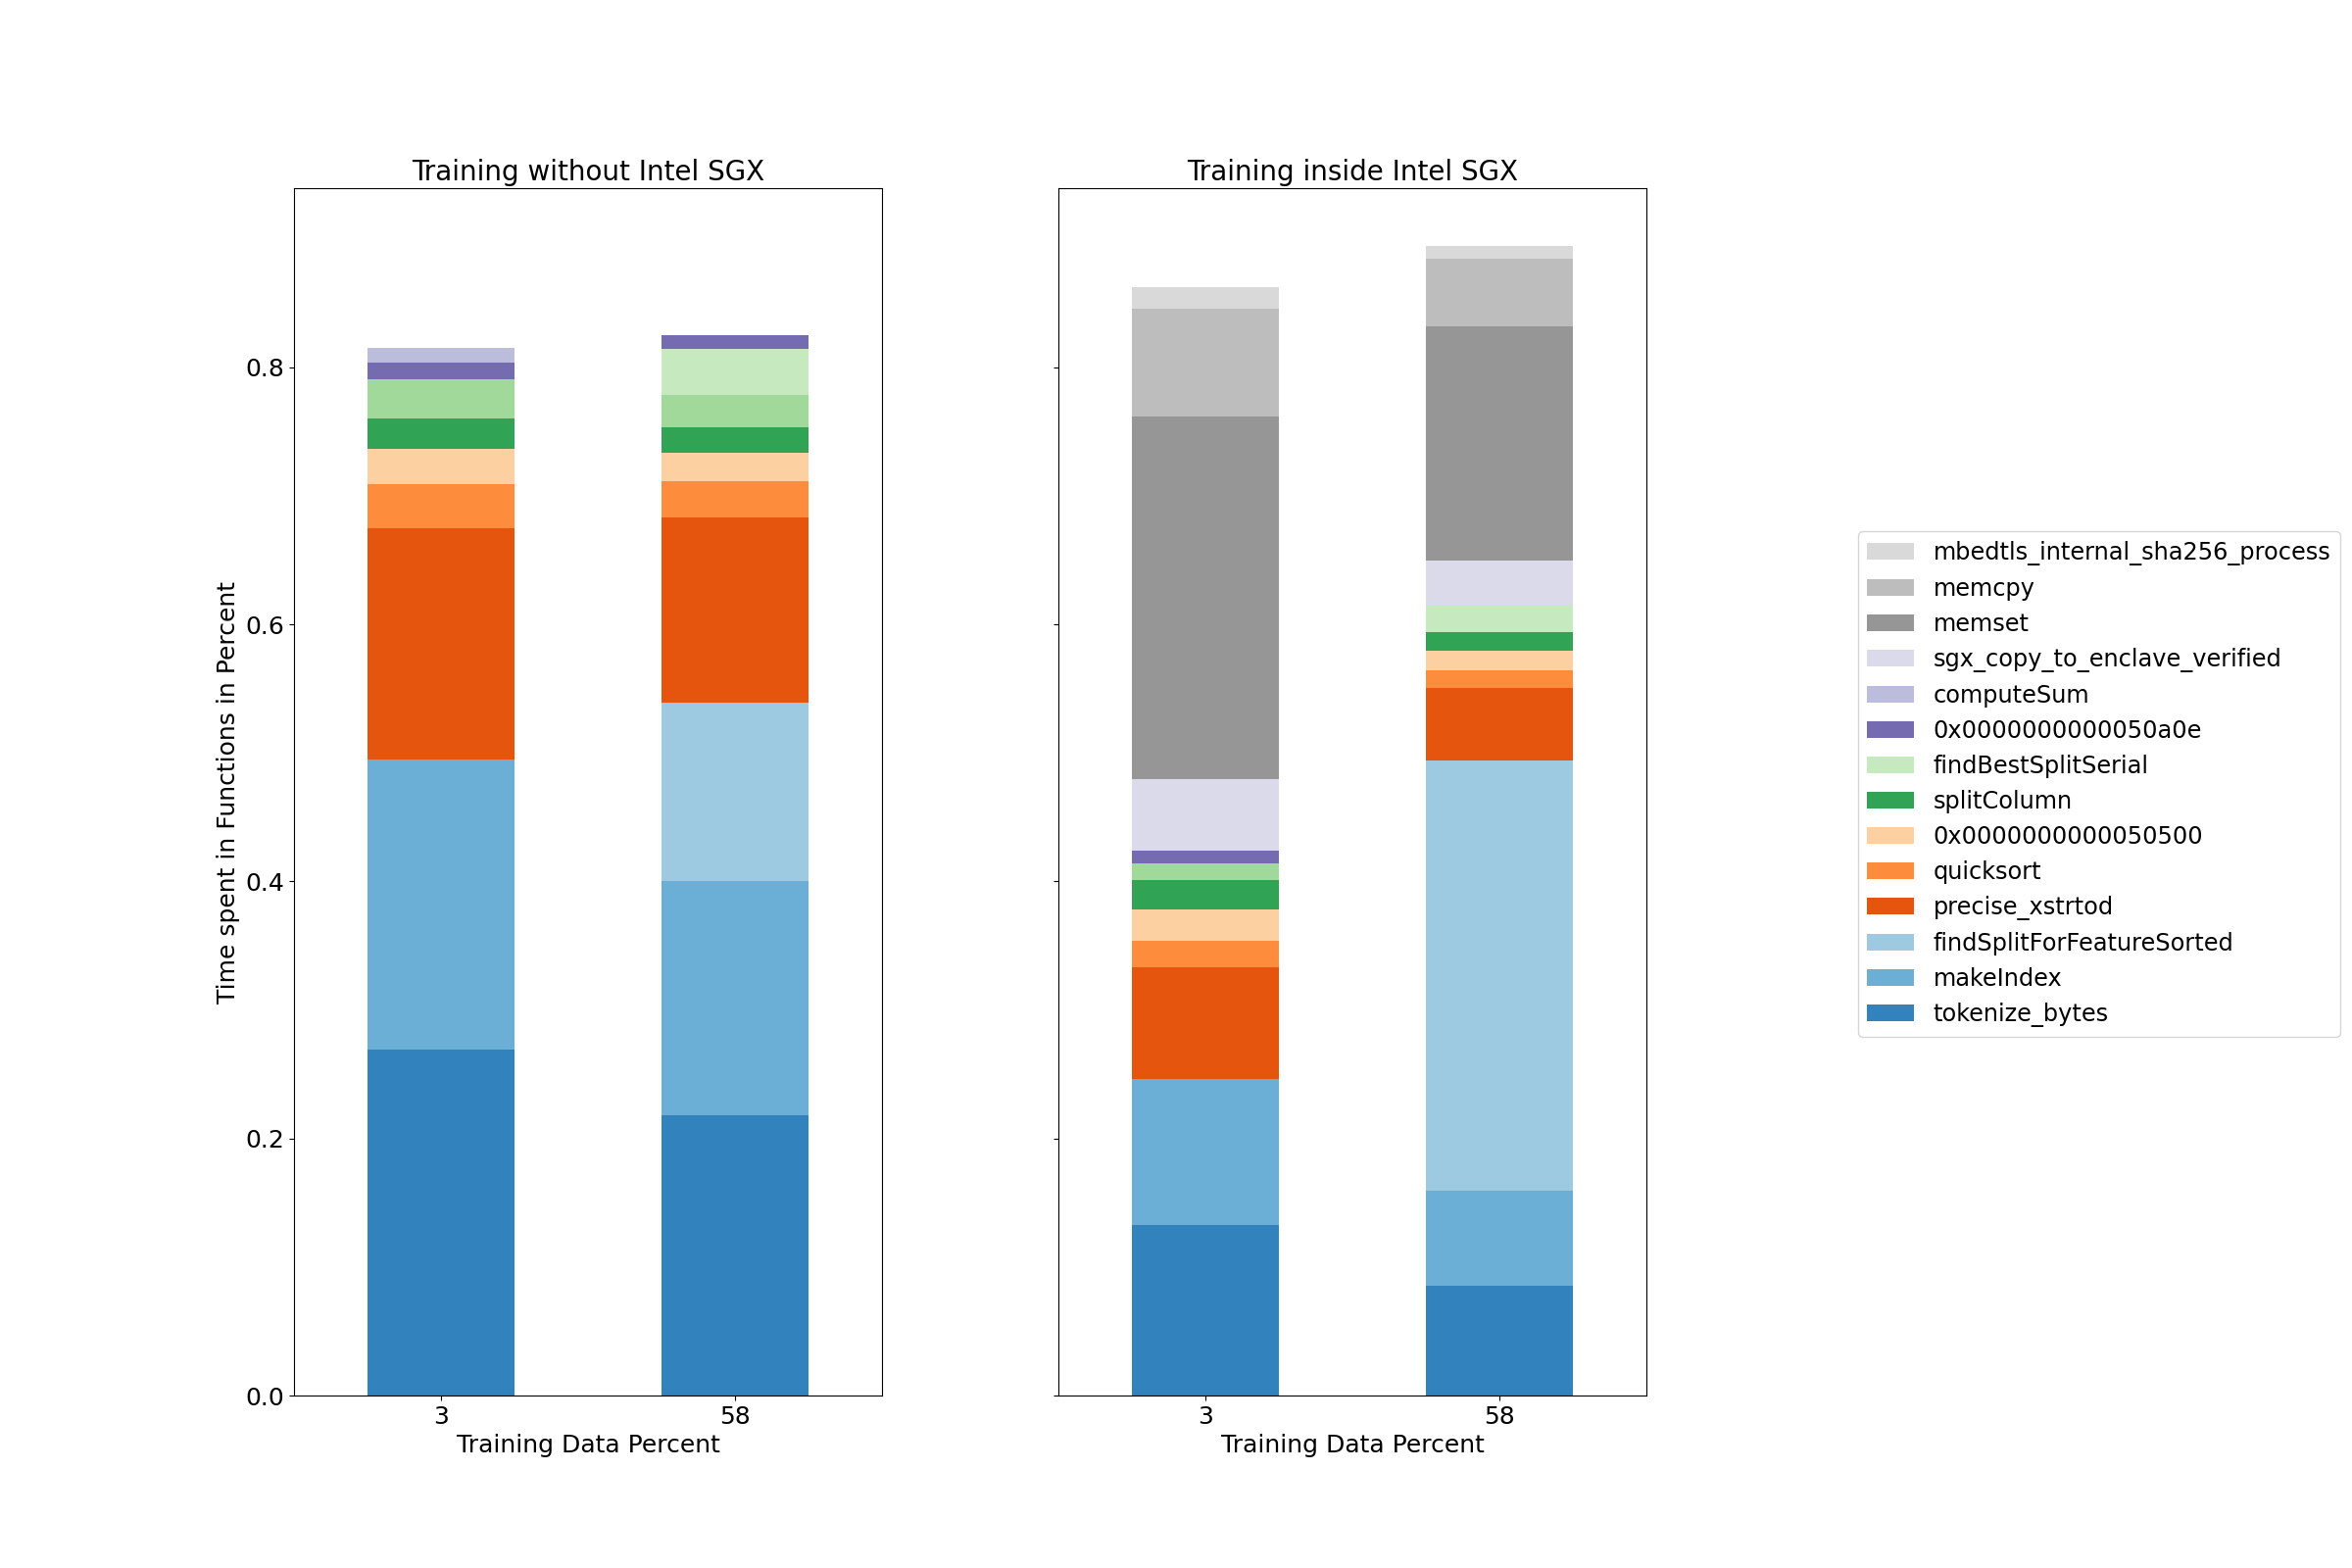 Training without Intel SGX
Training inside Intel SGX
Time spent in Functions in Percent
0.8
0.6
0.4
0.2
0.0
3
58
Training Data Percent
3
58
Training Data Percent
mbedtls_internal_sha256_process
memcpy
memset
sgx_copy_to_enclave_verified
computeSum
0x0000000000050a0e
findBestSplitSerial
splitColumn
0x0000000000050500
quicksort
precise_xstrtod
findSplitForFeatureSorted
makeIndex
tokenize_bytes